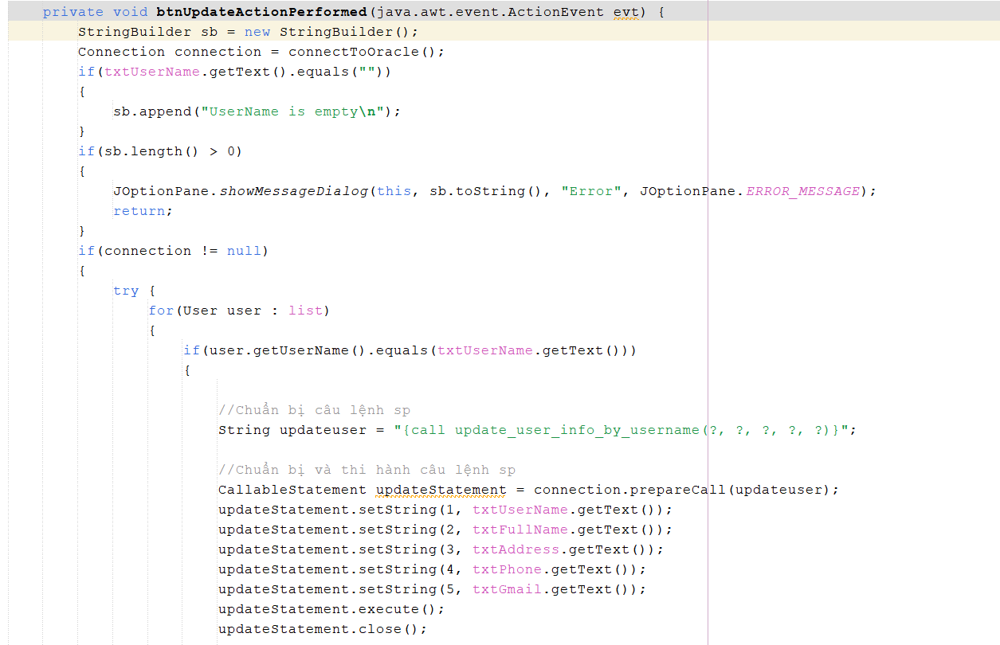 private void btnUpdateActionPerformed(java.awt.event.ActionEvent evt) {
StringBuilder sb = new StringBuilder();
Connection connection = connectToOracle();
if(txtUserName.getText().equals(""))
{
sb.append("UserName is empty\n");
}
if(sb.length() > 0)
{
JOptionPane.showMessageDialog(this, sb.toString(), "Error", JOptionPane.ERROR_MESSAGE);
return;
}
if(connection != null)
{
try {
for(User user : list)
{
if(user.getUserName().equals(txtUserName.getText()))
{
//Chuẩn bị câu lệnh sp
String updateuser = "{call update_user_info_by_username(?, ?, ?, ?, ?)}";
//Chuẩn bị và thi hành câu lệnh sp
CallableStatement updateStatement = connection.prepareCall(updateuser);
updateStatement.setString(1, txtUserName.getText());
updateStatement.setString(2, txtFullName.getText());
updateStatement.setString(3, txtAddress.getText());
updateStatement.setString(4, txtPhone.getText());
updateStatement.setString(5, txtGmail.getText());
updateStatement.execute();
updateStatement.close();